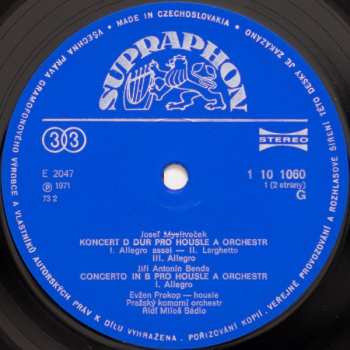 MADE IN CZECHOSLOVAKIA • VŠECHNA PRÁVA GRAMOFONOVÉHO VÝROBCE A VLASTNÍKŮ AUTORSKÝCH PRÁV K DÍLU VYHRAZENA. POŘIZOVÁNÍ KOPIÍ, VEŘEJNÉ PROVOZOVÁNÍ A ROZHLASOVÉ ŠÍŘENÍ TÉTO DESKY JE ZAKÁZÁNO •
SUPRAPHON
33
STEREO
E 2047
1 10 1060
℗ 1971
1 (2 strany)
73 2
G
Josef Mysliveček
KONCERT D DUR PRO HOUSLE A ORCHESTR
I. Allegro assai — II. Larghetto
III. Allegro
Jiří Antonín Benda
CONCERTO IN B PRO HOUSLE A ORCHESTR
I. Allegro
Evžen Prokop — housle
Pražský komorní orchestr
Řídí Miloš Sádlo